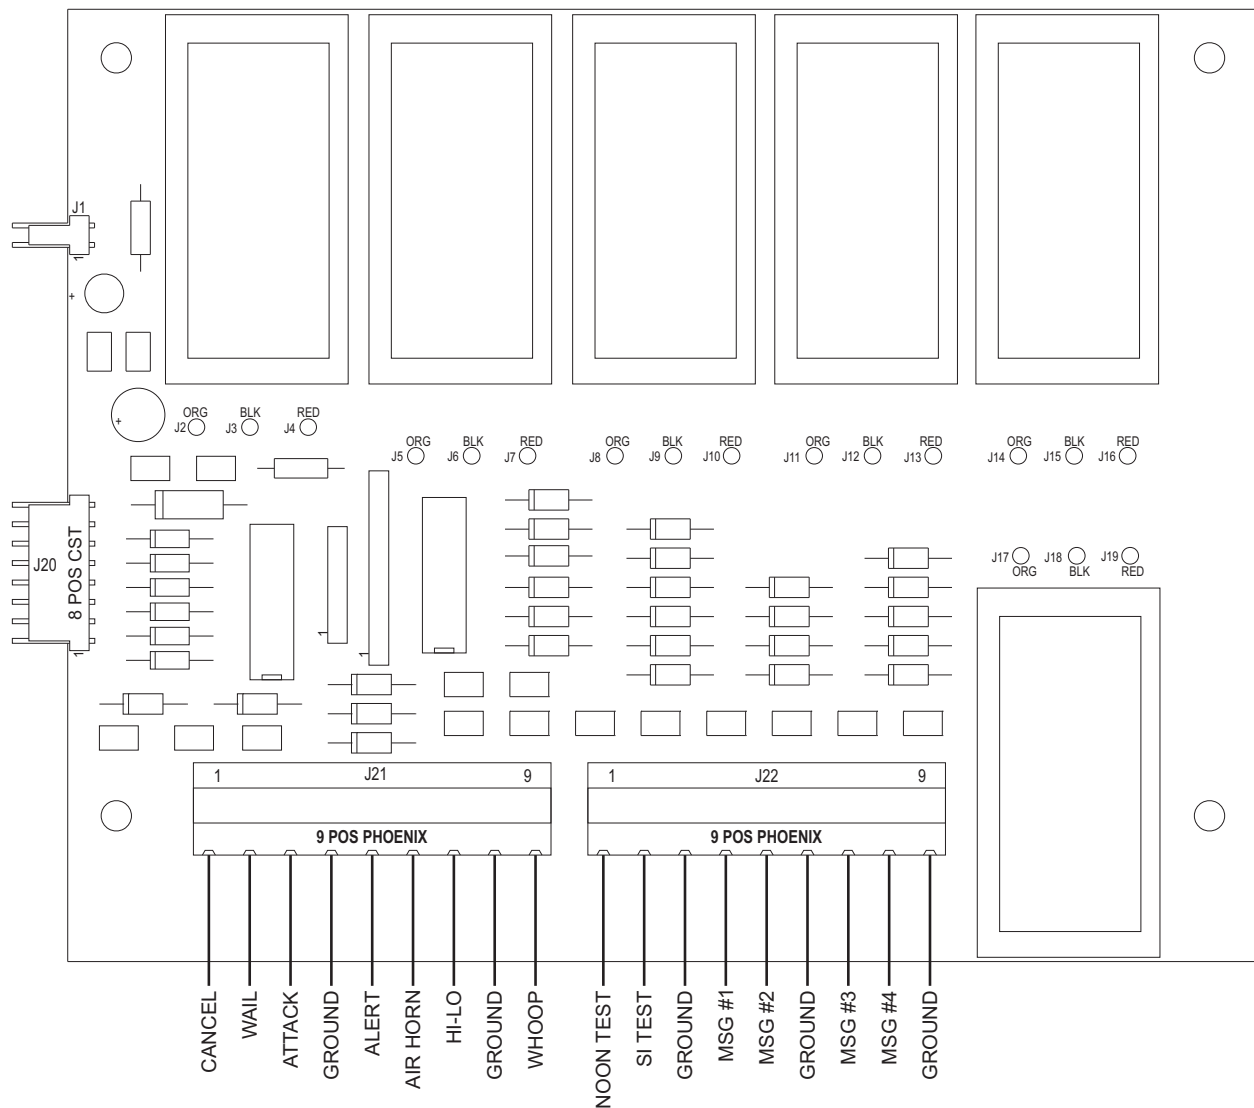 J1
1
+
+
ORG
BLK
RED
J2
J3
J4
ORG
BLK
RED
ORG
BLK
RED
ORG
BLK
RED
ORG
BLK
RED
J5
J6
J7
J8
J9
J10
J11
J12
J13
J14
J15
J16
J20
8 POS CST
1
1
1
J17
J18
J19
ORG
BLK
RED
1
J21
9
1
J22
9
9 POS PHOENIX
9 POS PHOENIX
CANCEL
WAIL
ATTACK
GROUND
ALERT
AIR HORN
HI-LO
GROUND
WHOOP
NOON TEST
SI TEST
GROUND
MSG #1
MSG #2
GROUND
MSG #3
MSG #4
GROUND